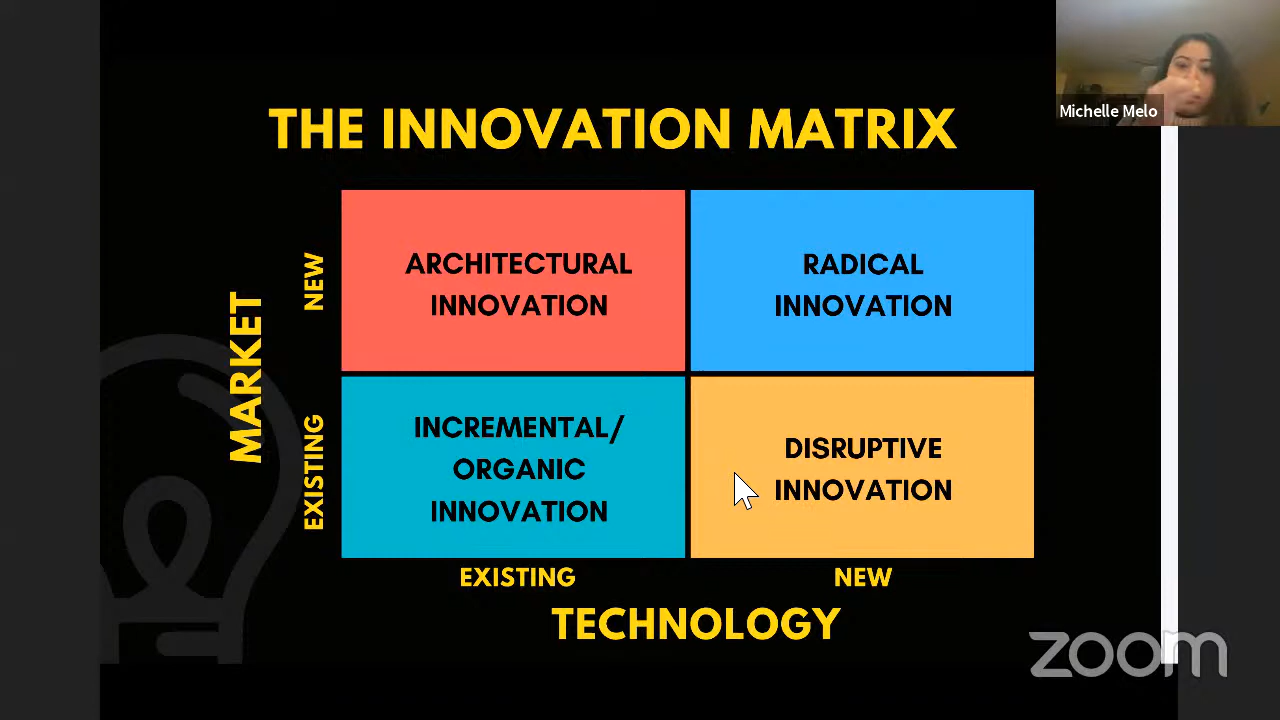 Michelle Melo
THE INNOVATION MATRIX
MARKET
NEW
EXISTING
ARCHITECTURAL
INNOVATION
RADICAL
INNOVATION
INCREMENTAL/
ORGANIC
INNOVATION
DISRUPTIVE
INNOVATION
EXISTING
NEW
TECHNOLOGY
zoom